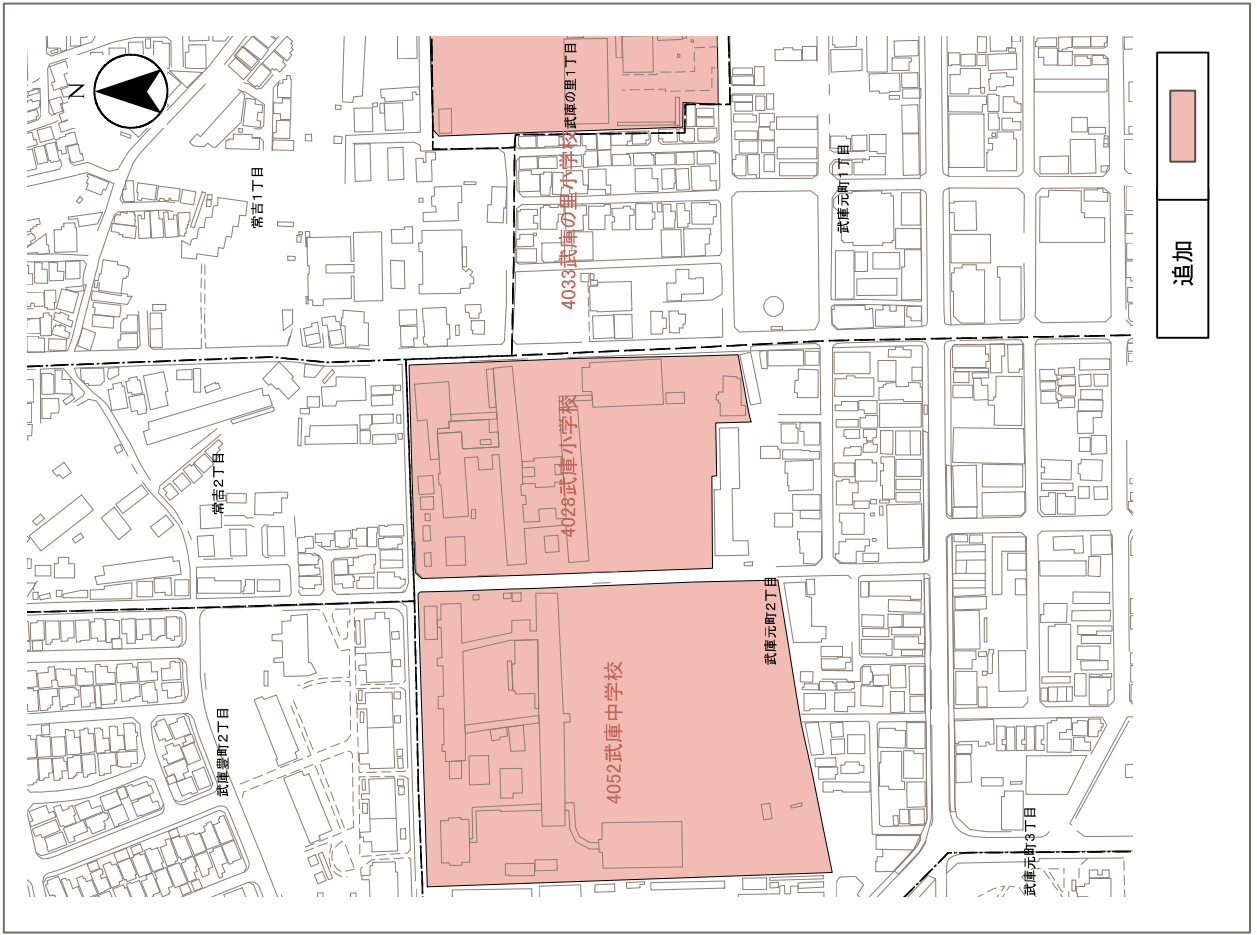 N
武庫の里1丁目
4033武庫の里小学校
常吉1丁目
武庫元町1丁目
追加
4028武庫小学校
常吉2丁目
武庫元町2丁目
4052武庫中学校
武庫豊町2丁目
武庫元町3丁目